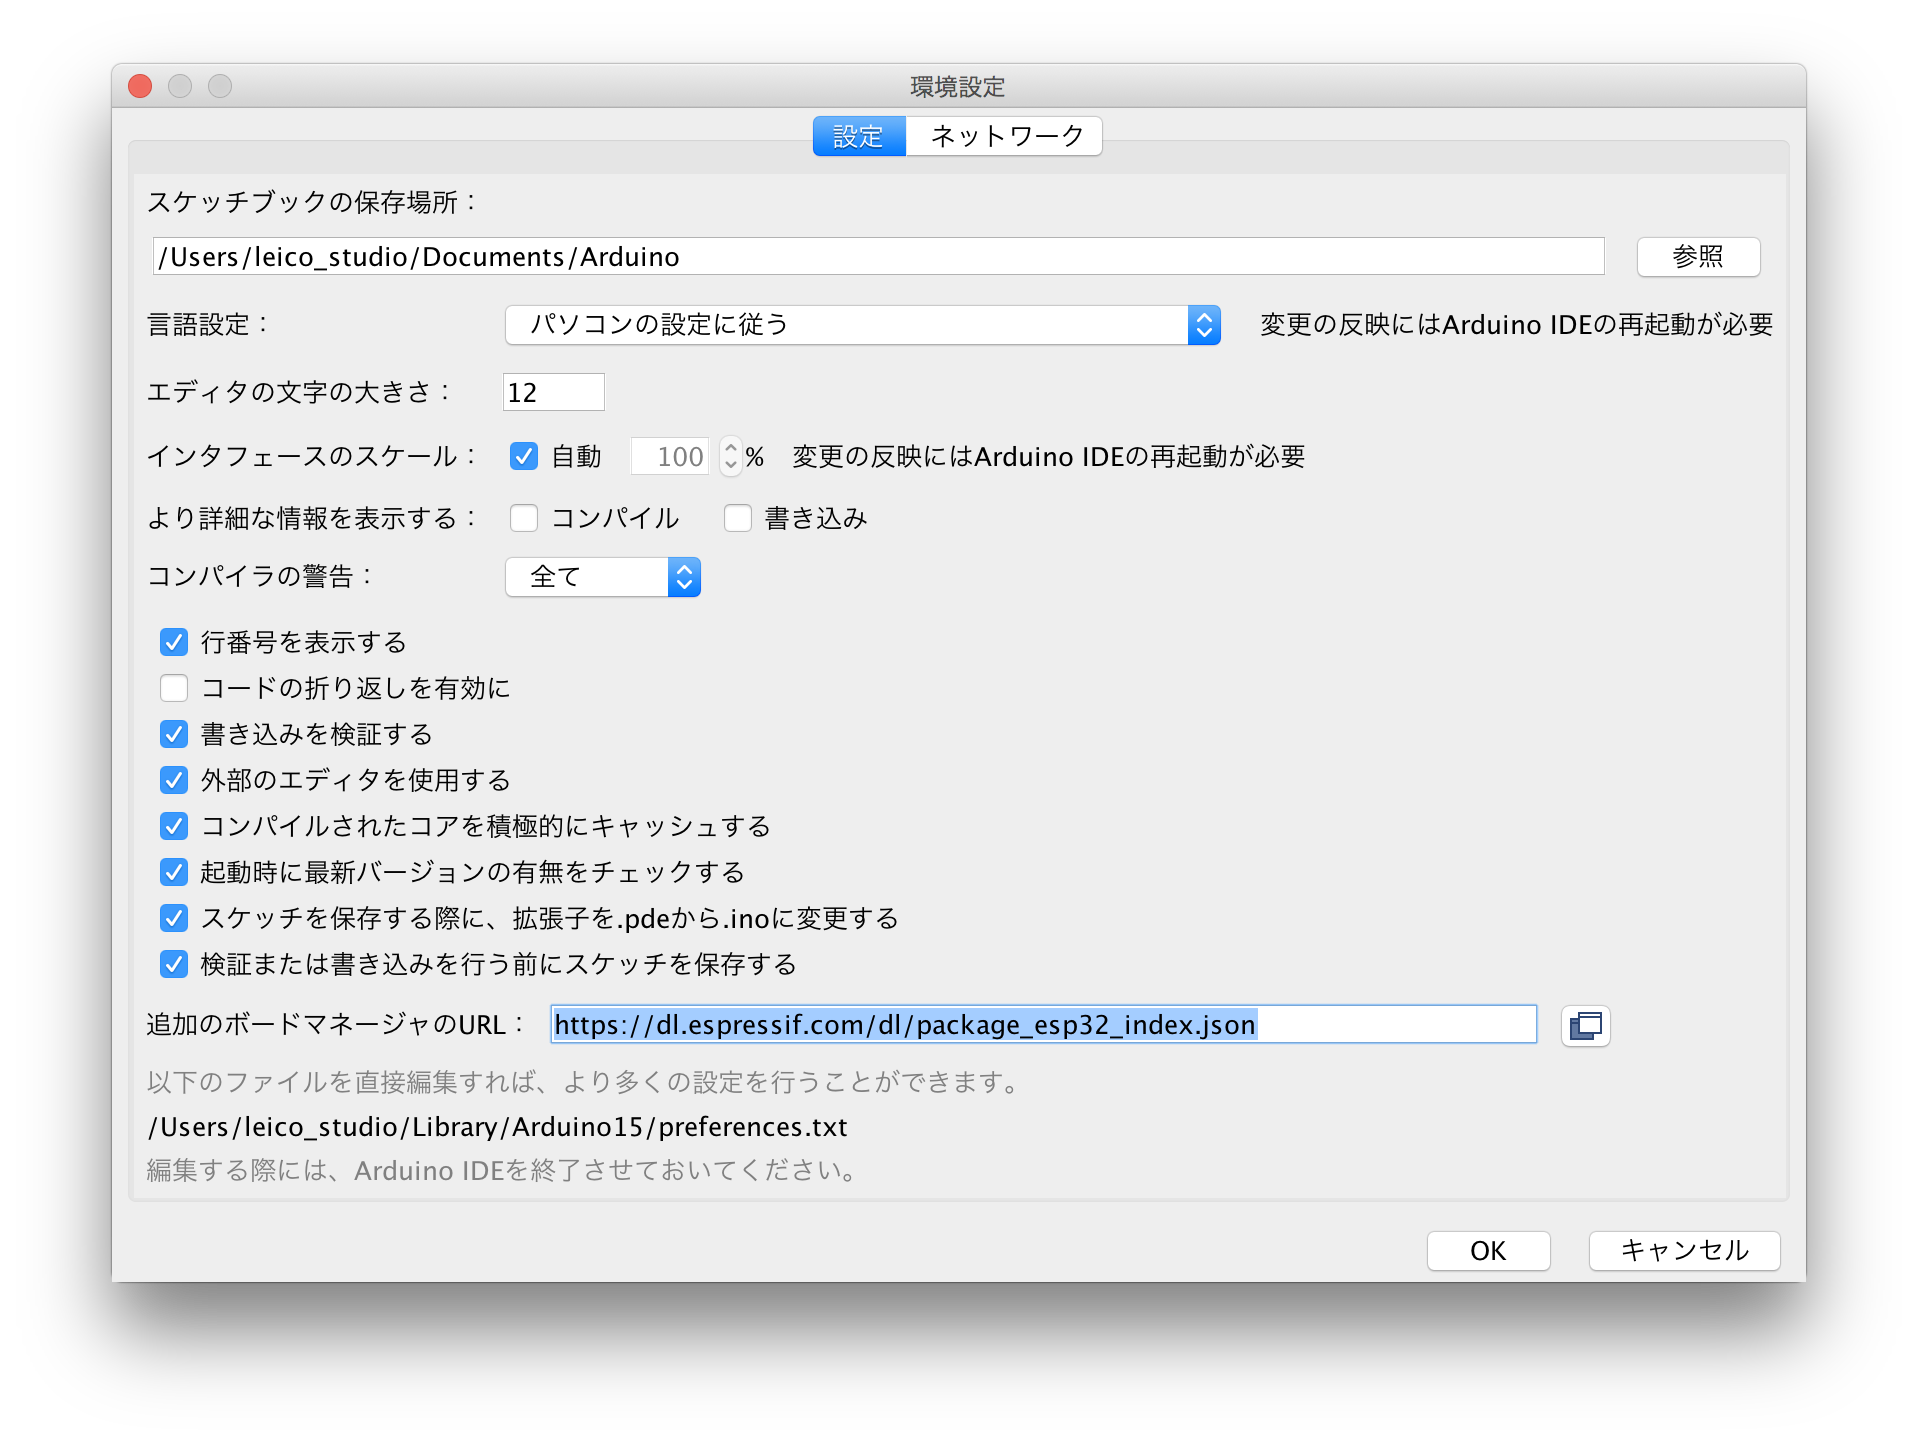 環境設定
設定 ネットワーク
スケッチブックの保存場所：
/Users/leico_studio/Documents/Arduino 参照
言語設定： パソコンの設定に従う 変更の反映にはArduino IDEの再起動が必要
エディタの文字の大きさ： 12
インタフェースのスケール： 自動 100 % 変更の反映にはArduino IDEの再起動が必要
より詳細な情報を表示する： コンパイル 書き込み
コンパイラの警告： 全て
行番号を表示する
コードの折り返しを有効に
書き込みを検証する
外部のエディタを使用する
コンパイルされたコアを積極的にキャッシュする
起動時に最新バージョンの有無をチェックする
スケッチを保存する際に、拡張子を.pdeから.inoに変更する
検証または書き込みを行う前にスケッチを保存する
追加のボードマネージャのURL： https://dl.espressif.com/dl/package_esp32_index.json
以下のファイルを直接編集すれば、より多くの設定を行うことができます。
/Users/leico_studio/Library/Arduino15/preferences.txt
編集する際には、Arduino IDEを終了させておいてください。
OK キャンセル